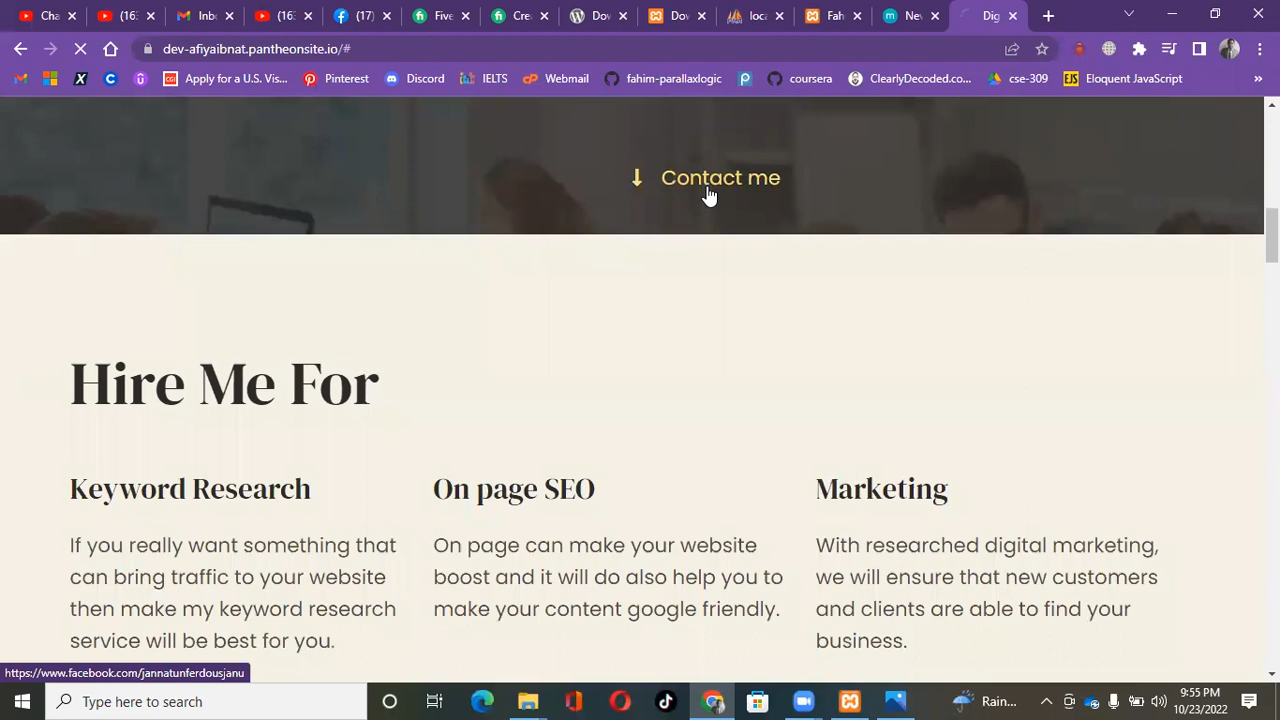 Cha
(163
Inbo
(163
(17)
Five
Cre
Dov
Dov
loca
Fah
Nev
Dig
dev-afiyaibnat.pantheonsite.io/#
Apply for a U.S. Vis...
Pinterest
Discord
IELTS
Webmail
fahim-parallaxlogic
coursera
ClearlyDecoded.co...
cse-309
EJS
Eloquent JavaScript
»
Contact me
Hire Me For
Keyword Research
If you really want something that
can bring traffic to your website
then make my keyword research
service will be best for you.
On page SEO
On page can make your website
boost and it will do also help you to
make your content google friendly.
Marketing
With researched digital marketing,
we will ensure that new customers
and clients are able to find your
business.
https://www.facebook.com/jannatunferdousjanu
Type here to search
Rain...
9:55 PM
10/23/2022